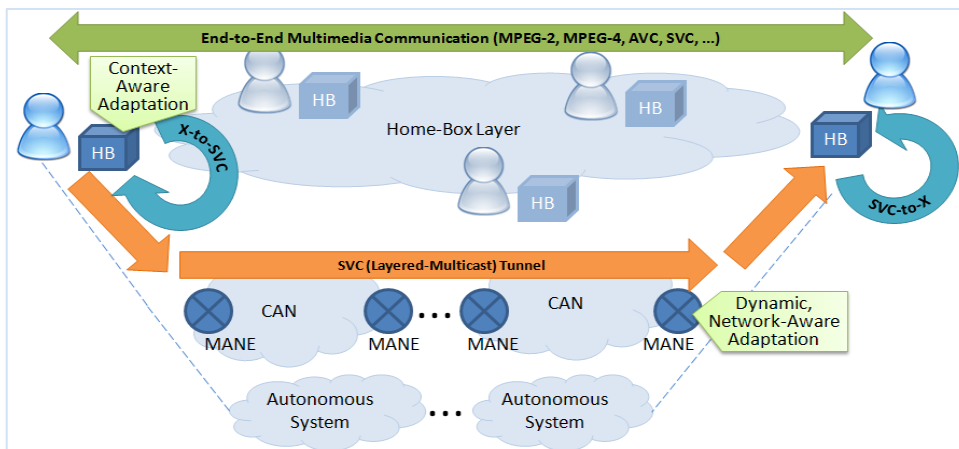 End-to-End Multimedia Communication (MPEG-2, MPEG-4, AVC, SVC, ...)
Context-
Aware
Adaptation
HB
HB
HB
X-to-SVC
Home-Box Layer
HB
HB
SVC-to-X
SVC (Layered-Multicast) Tunnel
CAN
CAN
...
MANE
MANE
MANE
MANE
Dynamic,
Network-Aware
Adaptation
Autonomous
System
...
Autonomous
System